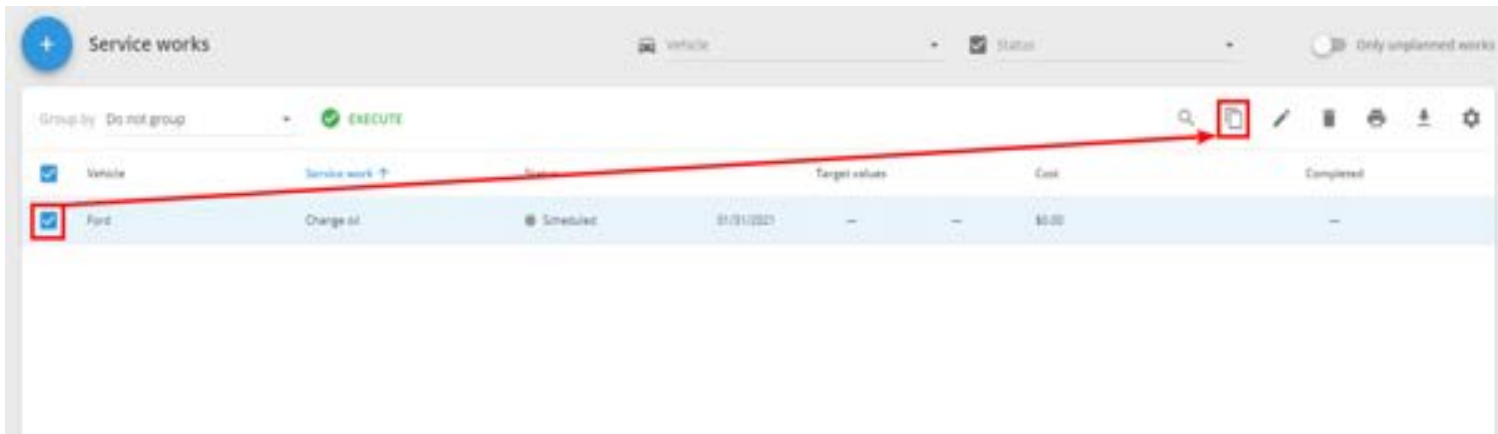 Service works Vehicle Status Only unplanned works
Group by Do not group EXECUTE
Vehicle Service work ↑ Status Target values Cost Completed
Ford Change oil Scheduled 01/31/2021 — — $0.00 —